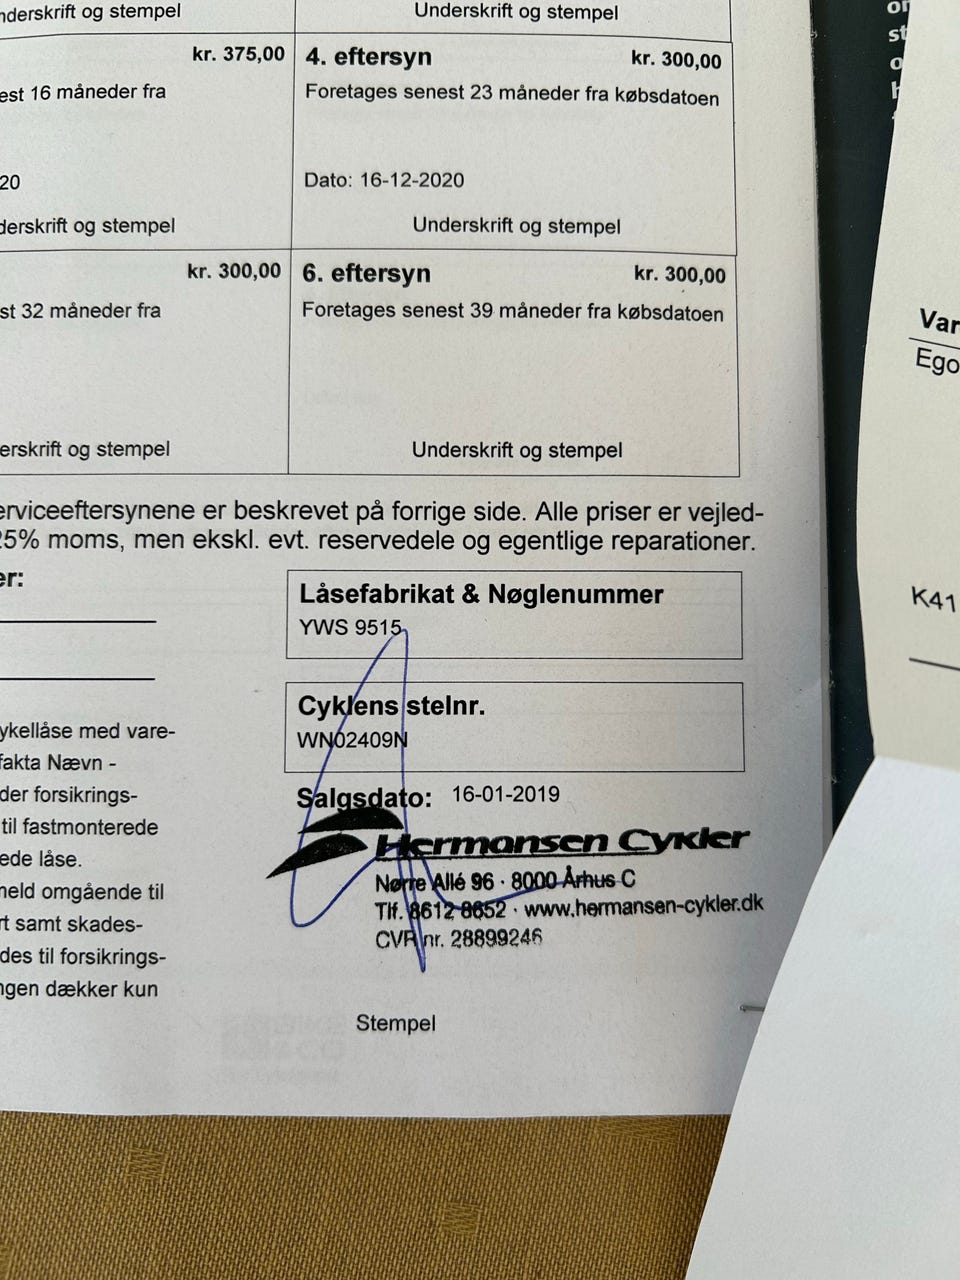 Underskrift og stempel
Underskrift og stempel
kr. 375,00
est 16 måneder fra
20
derskrift og stempel
4. eftersyn kr. 300,00
Foretages senest 23 måneder fra købsdatoen
Dato: 16-12-2020
Underskrift og stempel
kr. 300,00
st 32 måneder fra
erskrift og stempel
6. eftersyn kr. 300,00
Foretages senest 39 måneder fra købsdatoen
Underskrift og stempel
erviceeftersynene er beskrevet på forrige side. Alle priser er vejled-
25% moms, men ekskl. evt. reservedele og egentlige reparationer.
er:
ykellåse med vare-
fakta Nævn -
der forsikrings-
til fastmonterede
ede låse.
meld omgående til
rt samt skades-
des til forsikrings-
ngen dækker kun
Låsefabrikat & Nøglenummer
YWS 9515
Cyklens stelnr.
WN02409N
Salgsdato: 16-01-2019
Hermansen Cykler
Nørre Allé 96 · 8000 Århus C
Tlf. 8612 8652 · www.hermansen-cykler.dk
CVR nr. 28899246
Stempel
Var
Ego
K41